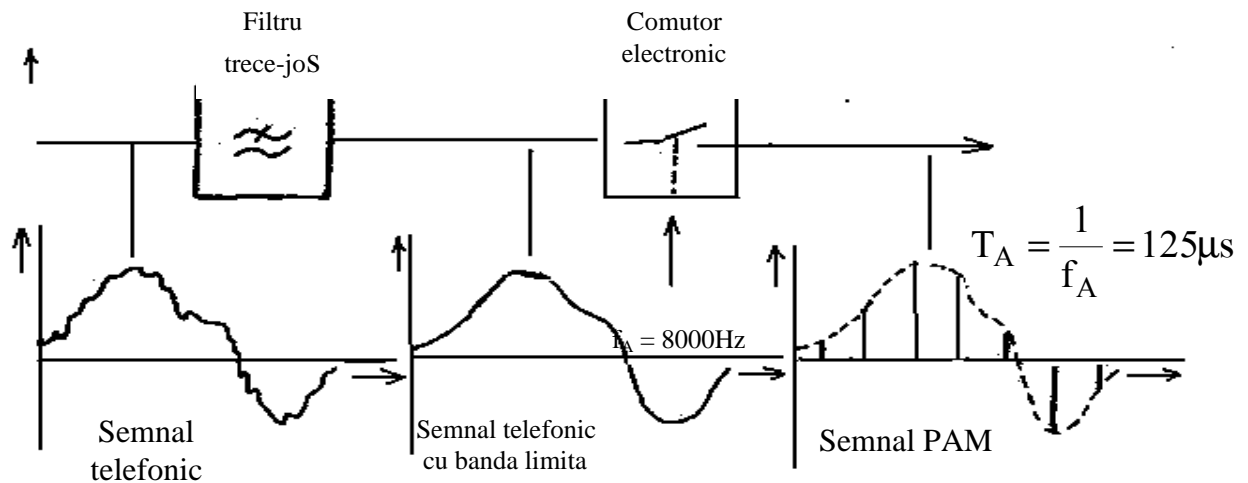 Filtru
trece-joS
Comutor
electronic
T_A = 1/f_A = 125µs
f_A = 8000Hz
Semnal
telefonic
Semnal telefonic
cu banda limita
Semnal PAM